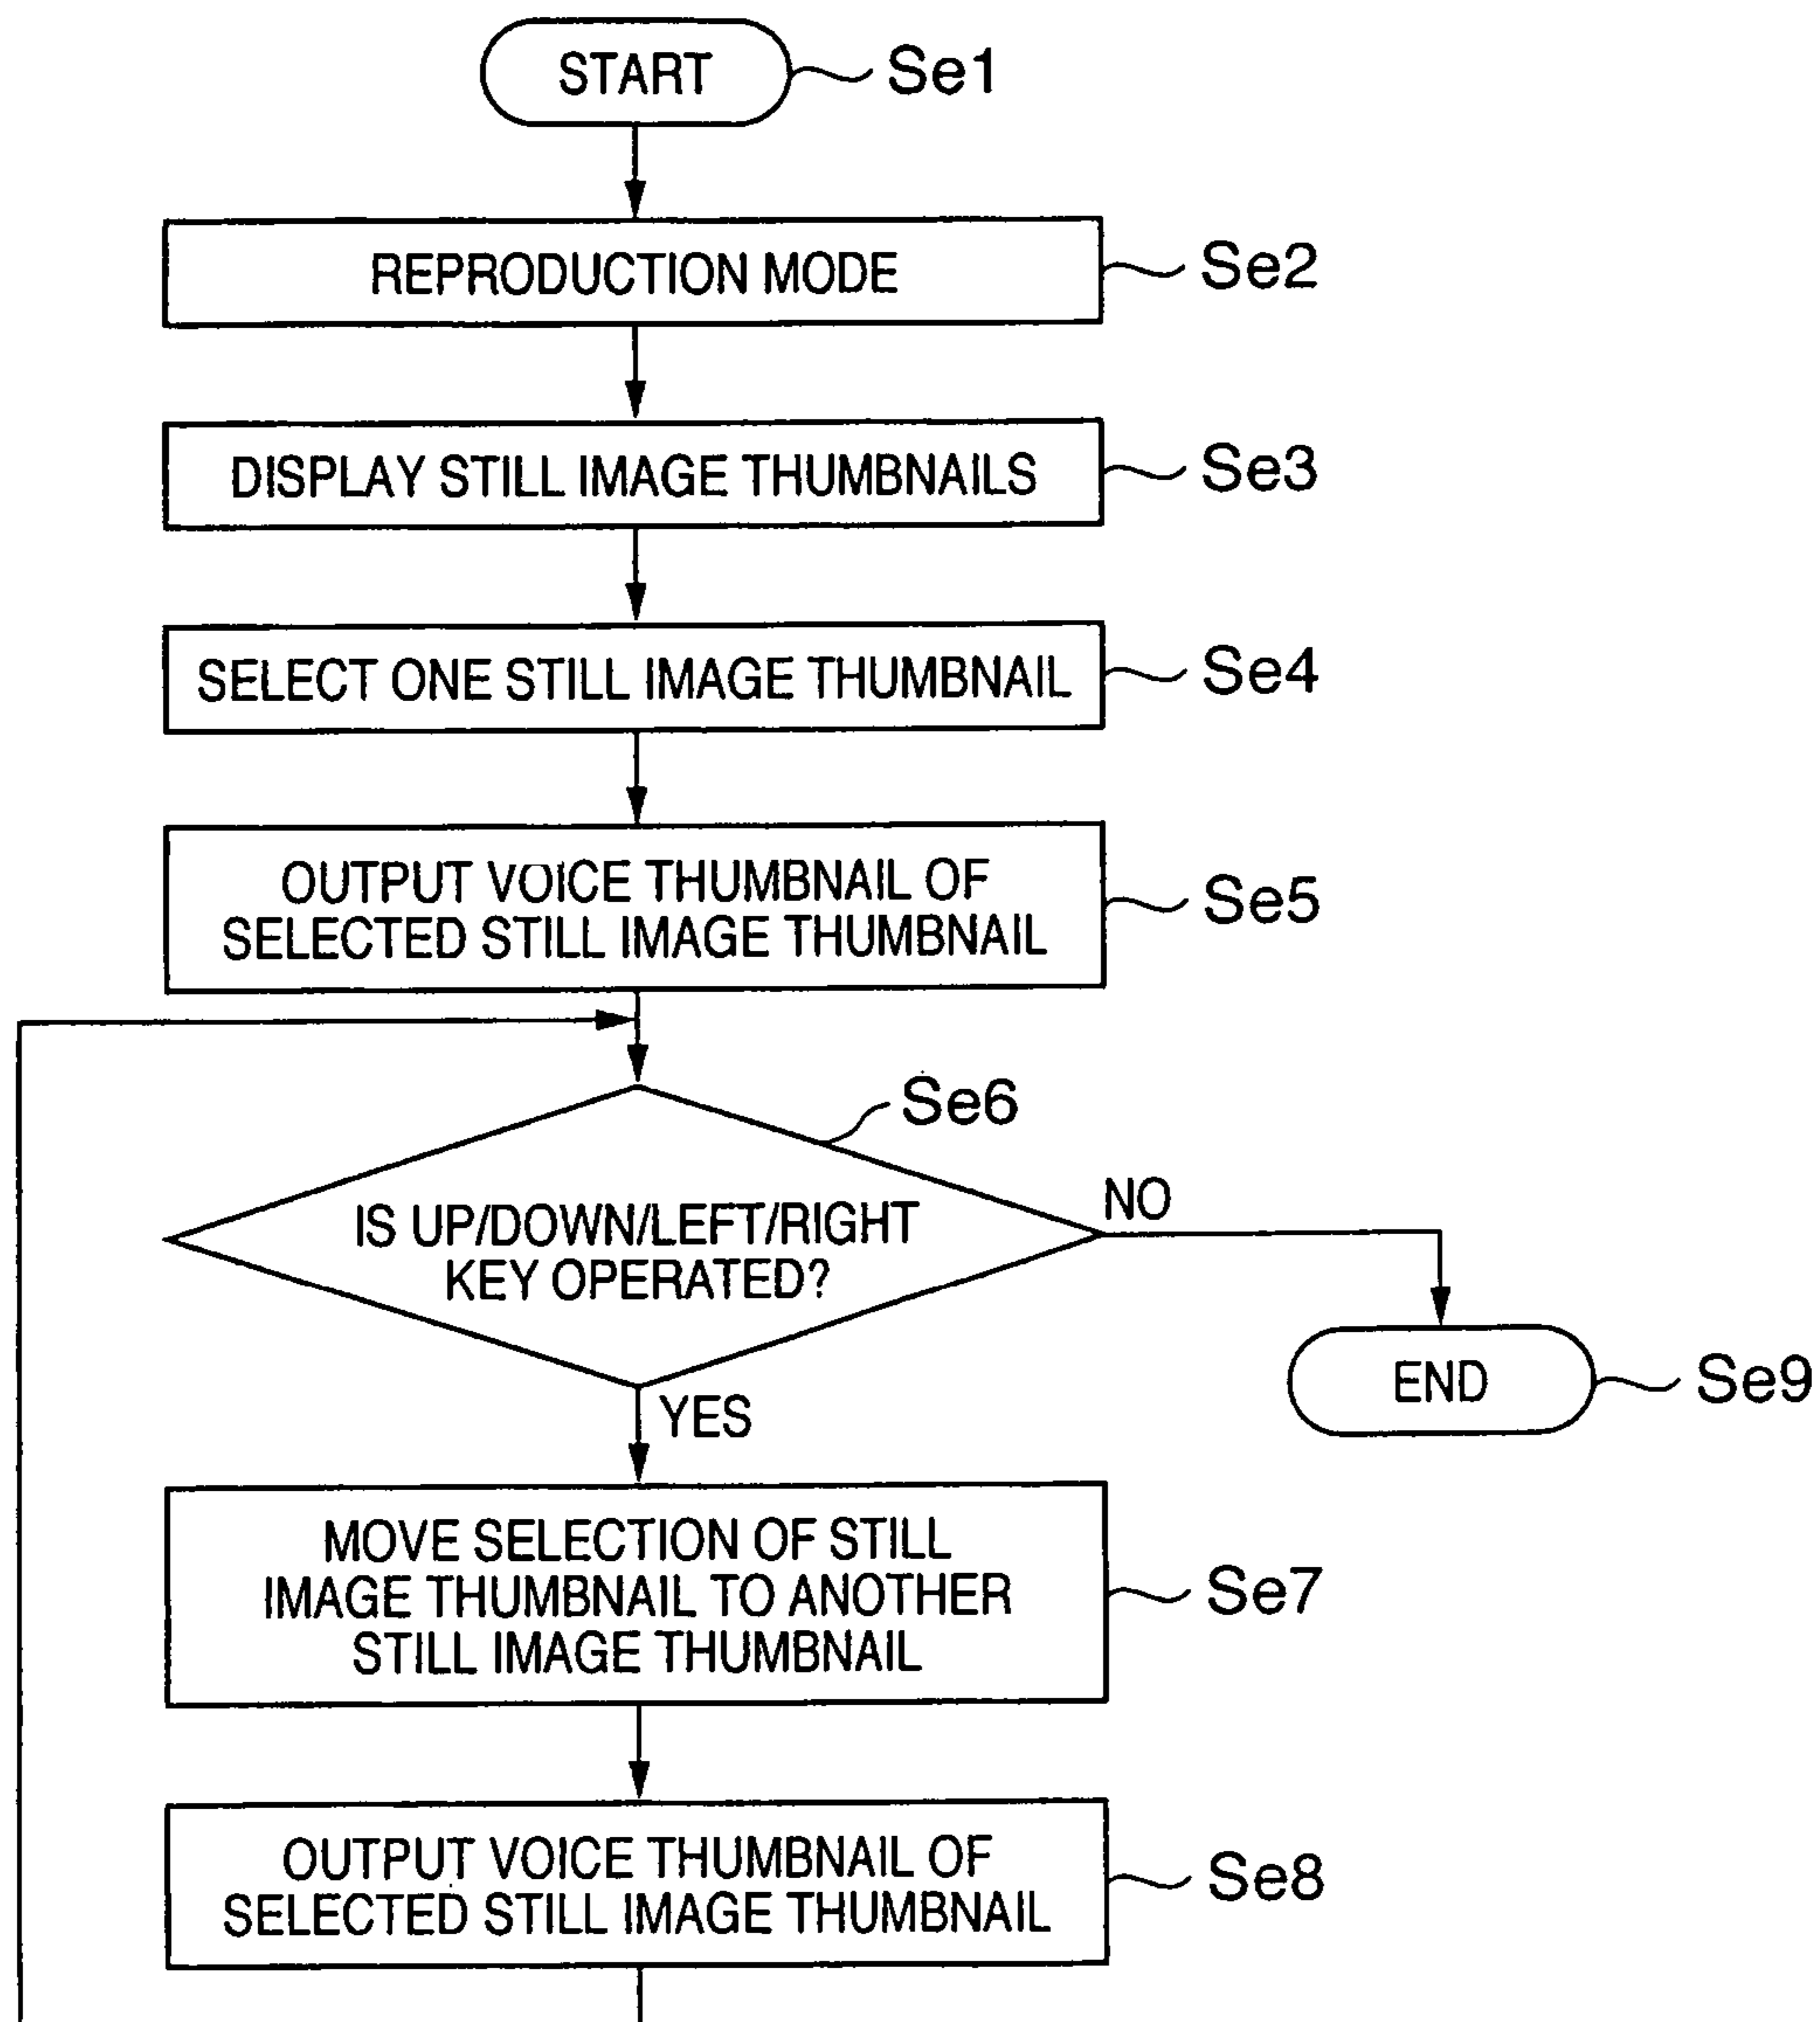 START
Se1
REPRODUCTION MODE
Se2
DISPLAY STILL IMAGE THUMBNAILS
Se3
SELECT ONE STILL IMAGE THUMBNAIL
Se4
OUTPUT VOICE THUMBNAIL OF
SELECTED STILL IMAGE THUMBNAIL
Se5
Se6
IS UP/DOWN/LEFT/RIGHT
KEY OPERATED?
NO
END
Se9
YES
MOVE SELECTION OF STILL
IMAGE THUMBNAIL TO ANOTHER
STILL IMAGE THUMBNAIL
Se7
OUTPUT VOICE THUMBNAIL OF
SELECTED STILL IMAGE THUMBNAIL
Se8